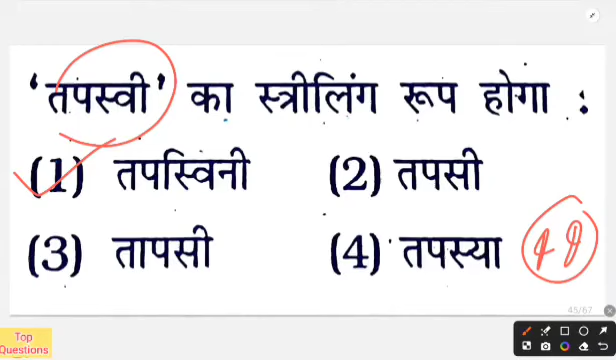 'तपस्वी' का स्त्रीलिंग रूप होगा :
(1) तपस्विनी (2) तपसी
(3) तापसी (4) तपस्या
48
45/67
Top
Questions